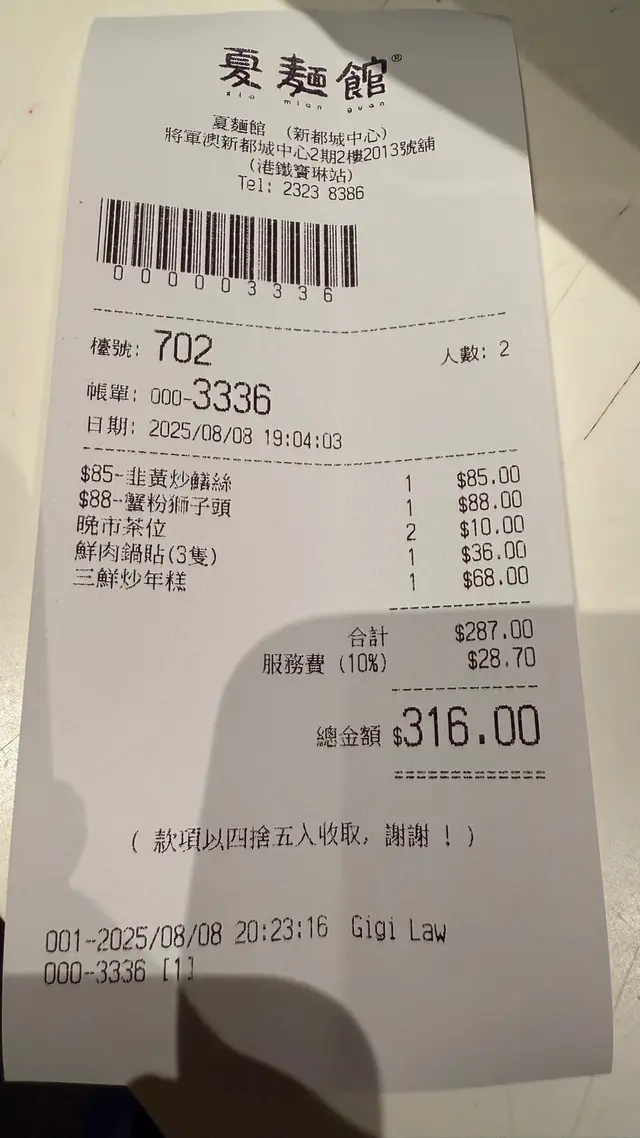 夏麵館®
xia mian guan
夏麵館 (新都城中心)
將軍澳新都城中心2期2樓2013號舖
(港鐵寶琳站)
Tel: 2323 8386
00003336
檯號: 702 人數: 2
帳單: 000-3336
日期: 2025/08/08 19:04:03
$85-韭黃炒鱔絲 1 $85.00
$88-蟹粉獅子頭 1 $88.00
晚市茶位 2 $10.00
鮮肉鍋貼(3隻) 1 $36.00
三鮮炒年糕 1 $68.00
合計 $287.00
服務費 (10%) $28.70
總金額 $316.00
( 款項以四捨五入收取, 謝謝 ! )
001-2025/08/08 20:23:16 Gigi Law
000-3336 [1]